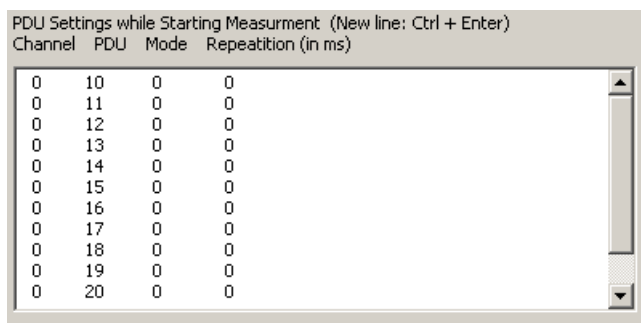 PDU Settings while Starting Measurment (New line: Ctrl + Enter)
Channel PDU Mode Repeatition (in ms)
0 10 0 0
0 11 0 0
0 12 0 0
0 13 0 0
0 14 0 0
0 15 0 0
0 16 0 0
0 17 0 0
0 18 0 0
0 19 0 0
0 20 0 0